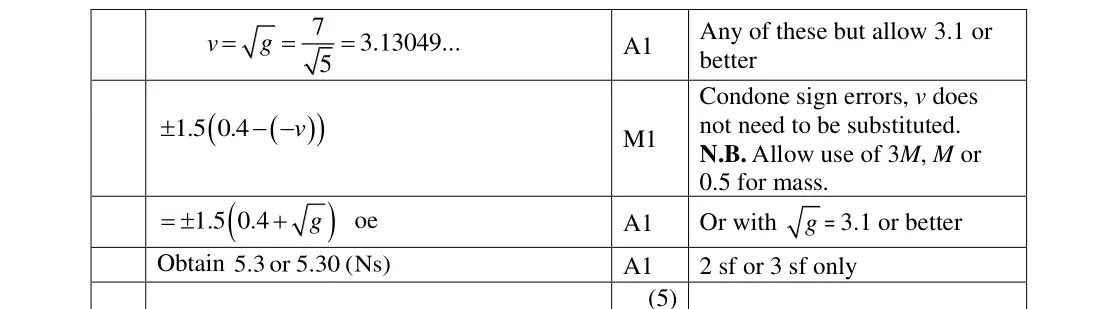 v = √g = 7/√5 = 3.13049...
A1
Any of these but allow 3.1 or
better
±1.5(0.4−(−v))
M1
Condone sign errors, v does
not need to be substituted.
N.B. Allow use of 3M, M or
0.5 for mass.
= ±1.5(0.4+√g) oe
A1
Or with √g = 3.1 or better
Obtain 5.3 or 5.30 (Ns)
A1
2 sf or 3 sf only
(5)